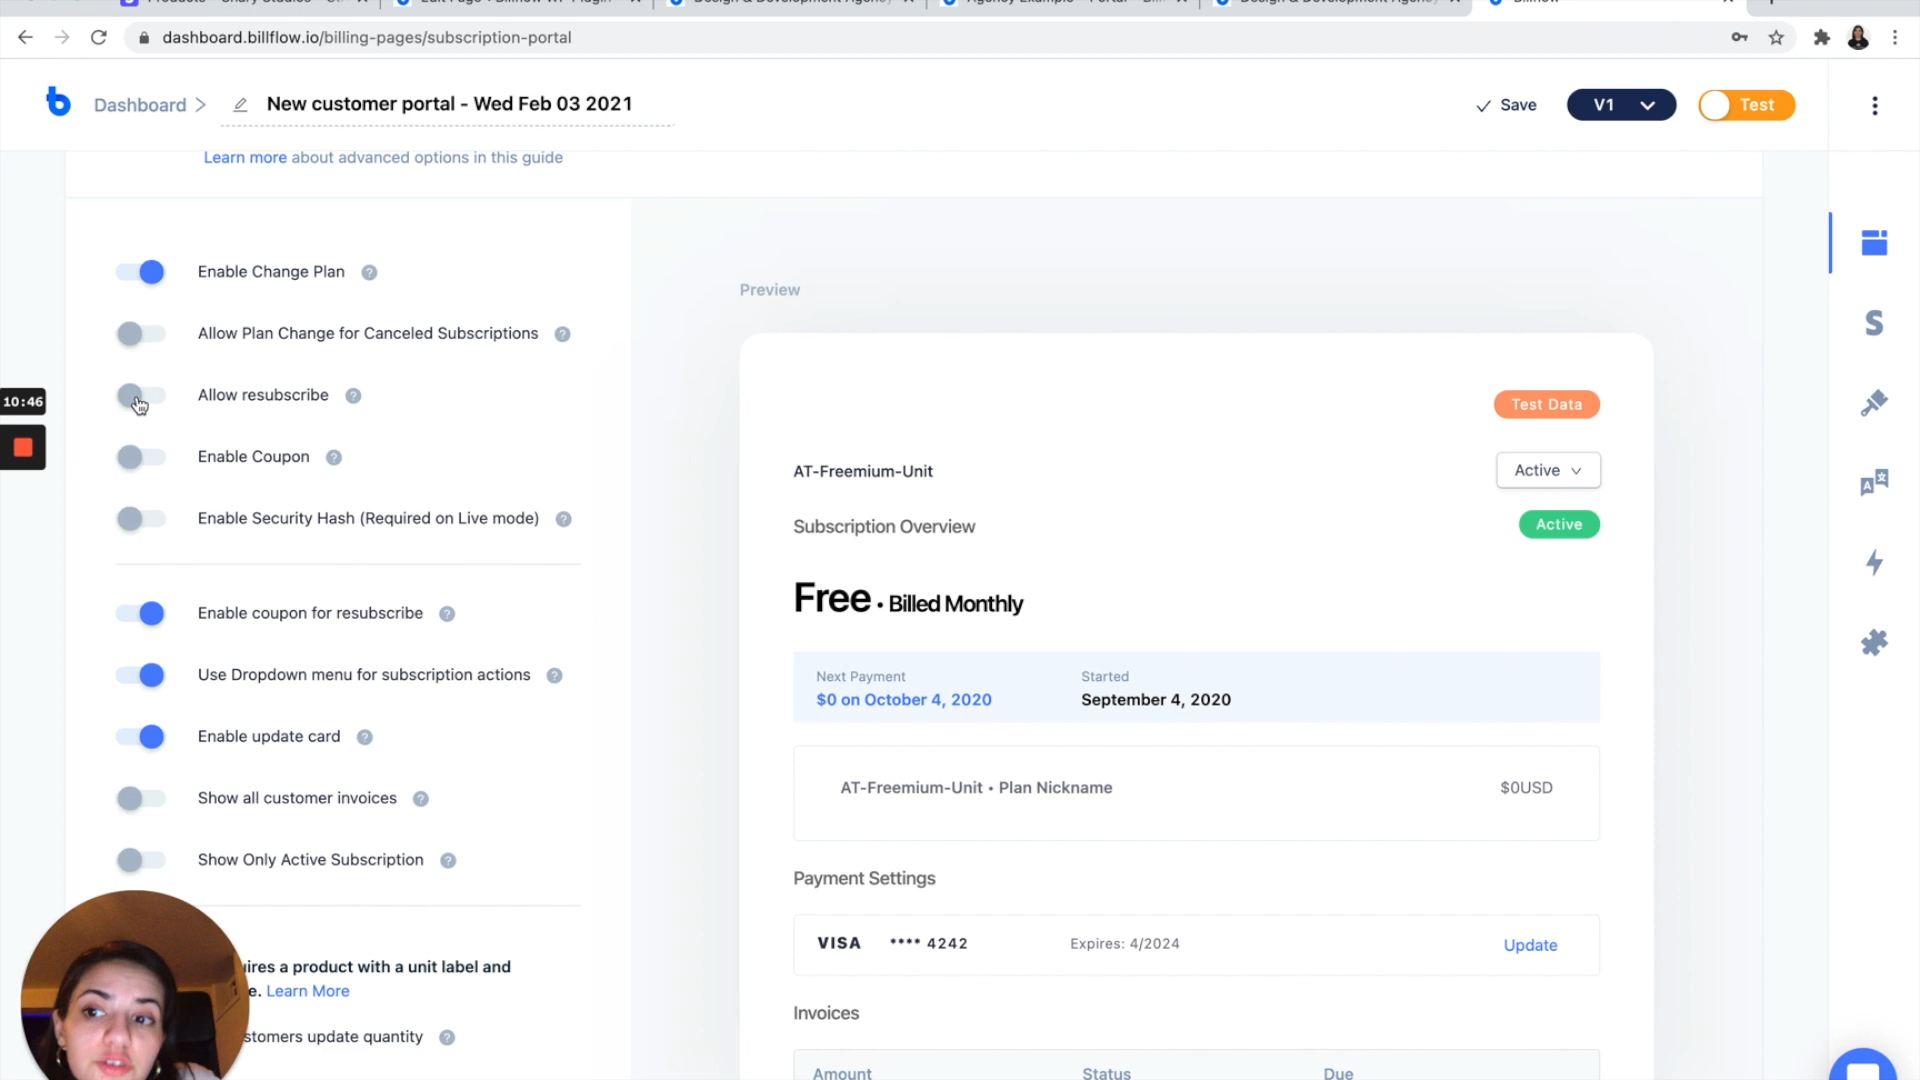 dashboard.billflow.io/billing-pages/subscription-portal
Dashboard > New customer portal - Wed Feb 03 2021
Save
V1
Test
Learn more about advanced options in this guide
Enable Change Plan ?
Allow Plan Change for Canceled Subscriptions ?
10:46
Allow resubscribe ?
Enable Coupon ?
Enable Security Hash (Required on Live mode) ?
Enable coupon for resubscribe ?
Use Dropdown menu for subscription actions ?
Enable update card ?
Show all customer invoices ?
Show Only Active Subscription ?
a product with a unit label and
Learn More
update quantity ?
Preview
Test Data
AT-Freemium-Unit
Active
Subscription Overview
Active
Free • Billed Monthly
Next Payment
Started
$0 on October 4, 2020
September 4, 2020
AT-Freemium-Unit • Plan Nickname
$0USD
Payment Settings
VISA **** 4242
Expires: 4/2024
Update
Invoices
Amount
Status
Due